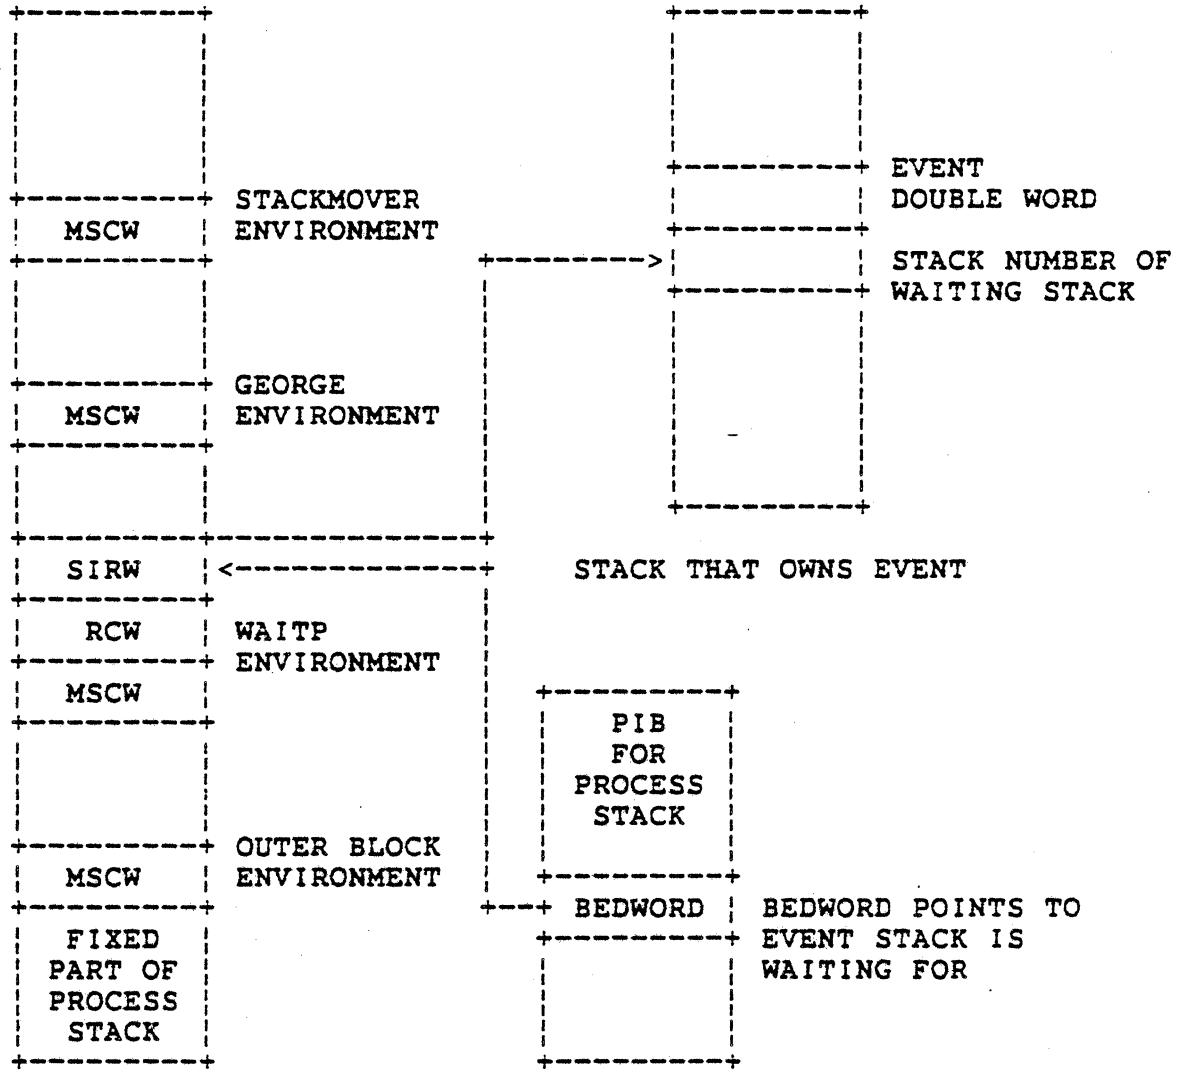 STACKMOVER
ENVIRONMENT
MSCW
GEORGE
ENVIRONMENT
MSCW
SIRW
RCW
WAITP
ENVIRONMENT
MSCW
OUTER BLOCK
ENVIRONMENT
MSCW
FIXED
PART OF
PROCESS
STACK
EVENT
DOUBLE WORD
STACK NUMBER OF
WAITING STACK
STACK THAT OWNS EVENT
PIB
FOR
PROCESS
STACK
BEDWORD
BEDWORD POINTS TO
EVENT STACK IS
WAITING FOR